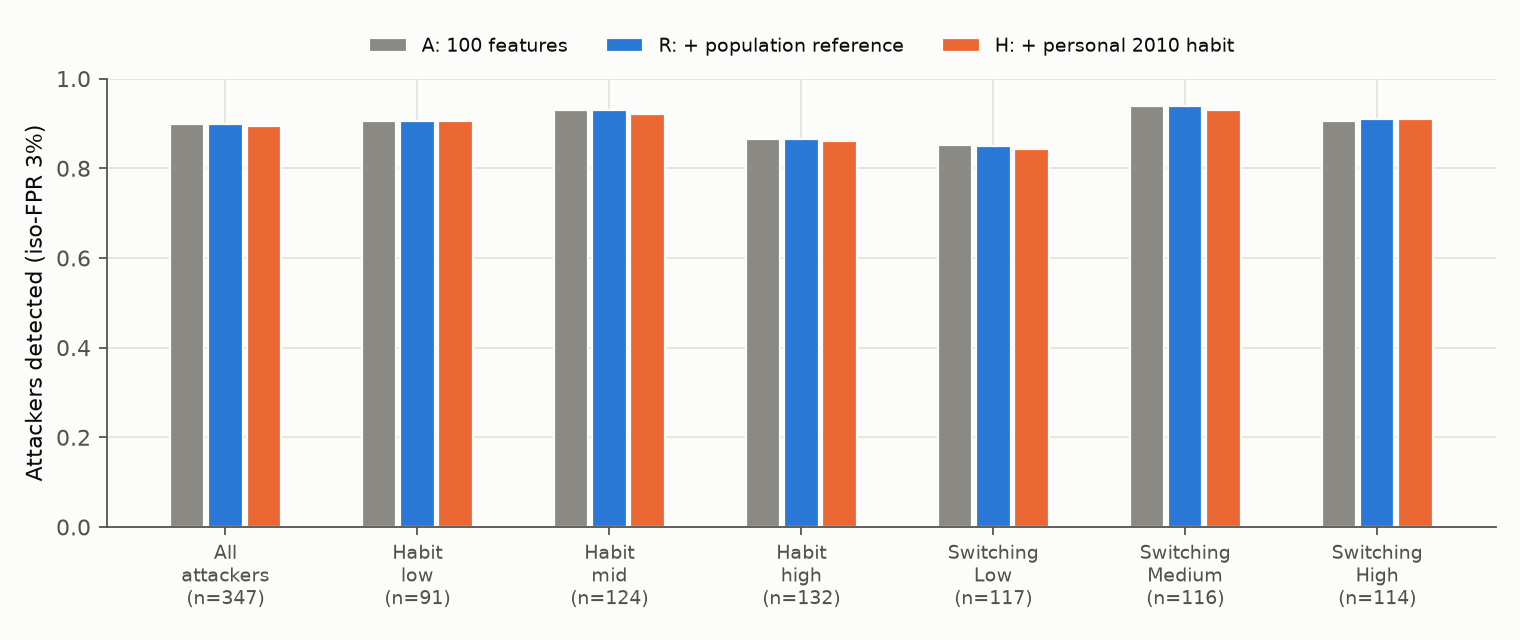 A: 100 features
R: + population reference
H: + personal 2010 habit
Attackers detected (iso-FPR 3%)
1.0
0.8
0.6
0.4
0.2
0.0
All
attackers
(n=347)
Habit
low
(n=91)
Habit
mid
(n=124)
Habit
high
(n=132)
Switching
Low
(n=117)
Switching
Medium
(n=116)
Switching
High
(n=114)